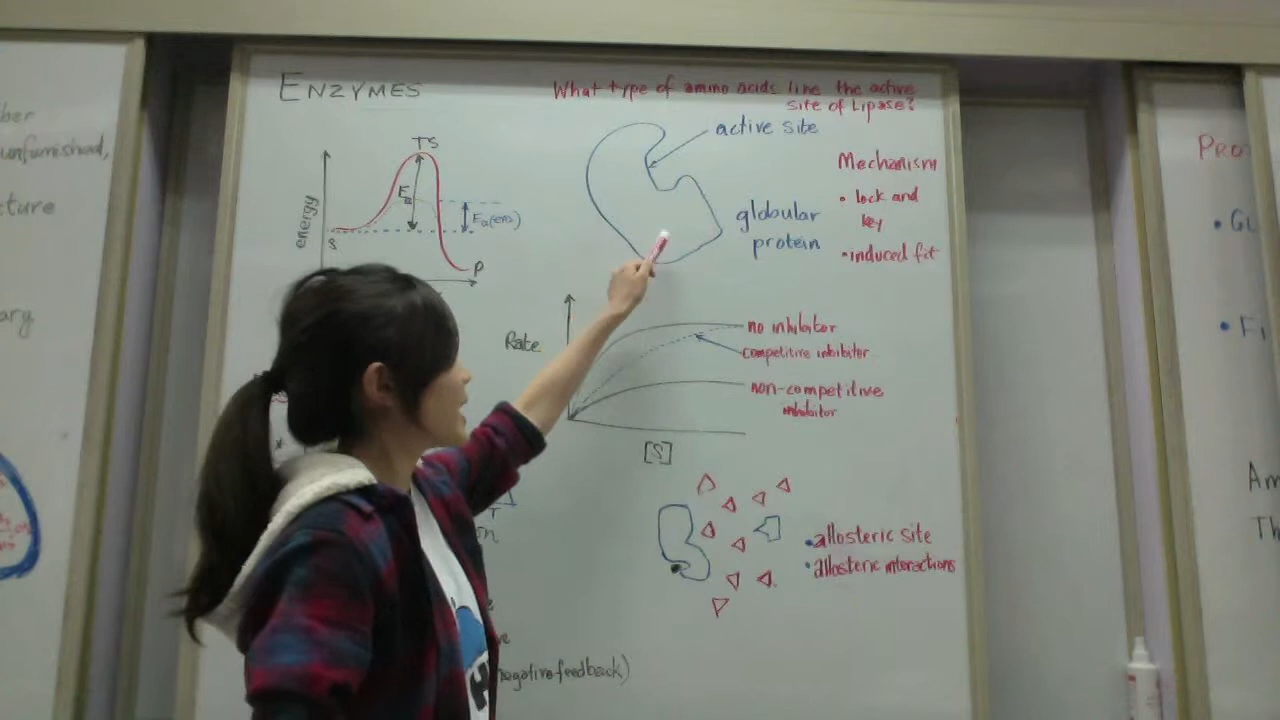 ber
unfurnished,
cture
ary
ENZYMES
What type of amino acids line the active
site of Lipase?
TS
Ea
Ea(enz)
energy
S
P
active site
globular
protein
Mechanism
• lock and
key
• induced fit
Rate
no inhibitor
competitive inhibitor
non-competitive
inhibitor
[S]
T
on
e
ve
negative feedback)
• allosteric site
• allosteric interactions
PRO
• GL
• FI
Am
Th